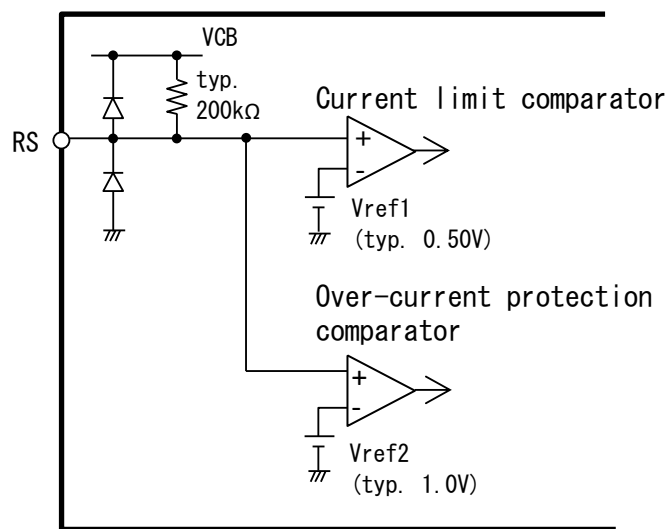 VCB
typ.
200kΩ
RS
Current limit comparator
+
-
Vref1
(typ. 0.50V)
Over-current protection
comparator
+
-
Vref2
(typ. 1.0V)